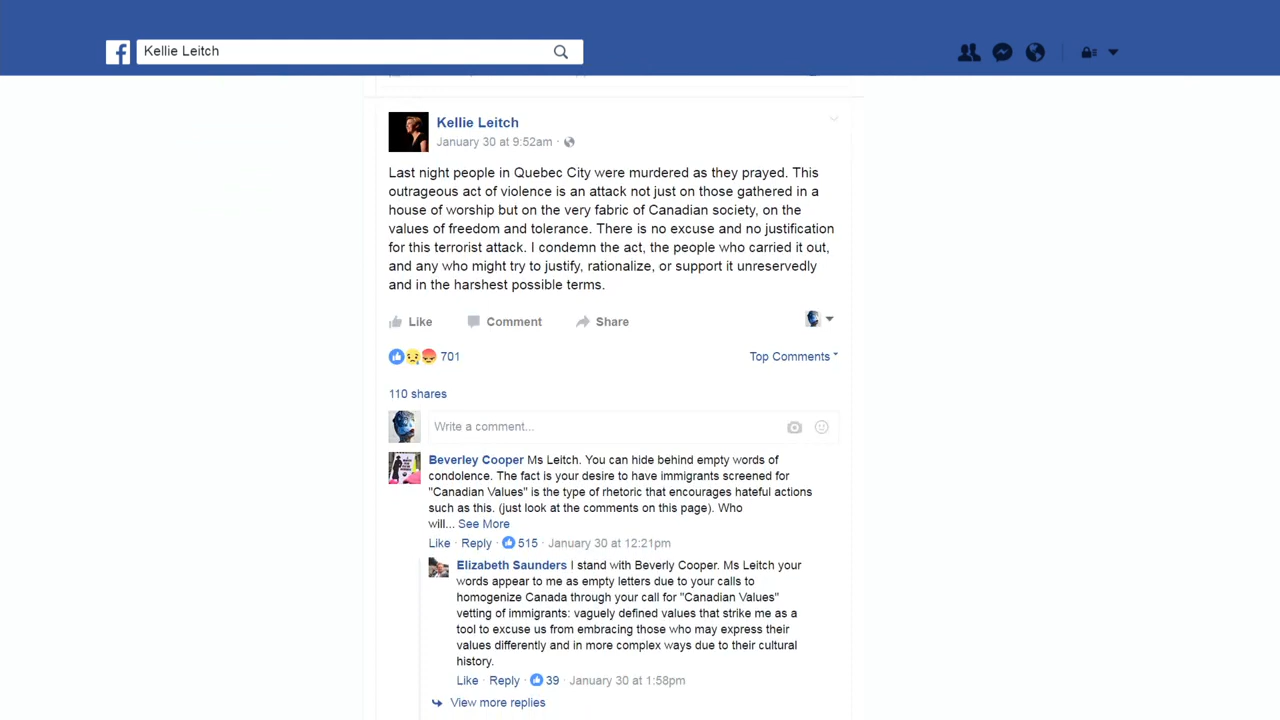 Kellie Leitch
Kellie Leitch
January 30 at 9:52am ·
Last night people in Quebec City were murdered as they prayed. This
outrageous act of violence is an attack not just on those gathered in a
house of worship but on the very fabric of Canadian society, on the
values of freedom and tolerance. There is no excuse and no justification
for this terrorist attack. I condemn the act, the people who carried it out,
and any who might try to justify, rationalize, or support it unreservedly
and in the harshest possible terms.
Like Comment Share
701 Top Comments
110 shares
Write a comment...
Beverley Cooper Ms Leitch. You can hide behind empty words of
condolence. The fact is your desire to have immigrants screened for
"Canadian Values" is the type of rhetoric that encourages hateful actions
such as this. (just look at the comments on this page). Who
will... See More
Like · Reply · 515 · January 30 at 12:21pm
Elizabeth Saunders I stand with Beverly Cooper. Ms Leitch your
words appear to me as empty letters due to your calls to
homogenize Canada through your call for "Canadian Values"
vetting of immigrants: vaguely defined values that strike me as a
tool to excuse us from embracing those who may express their
values differently and in more complex ways due to their cultural
history.
Like · Reply · 39 · January 30 at 1:58pm
View more replies